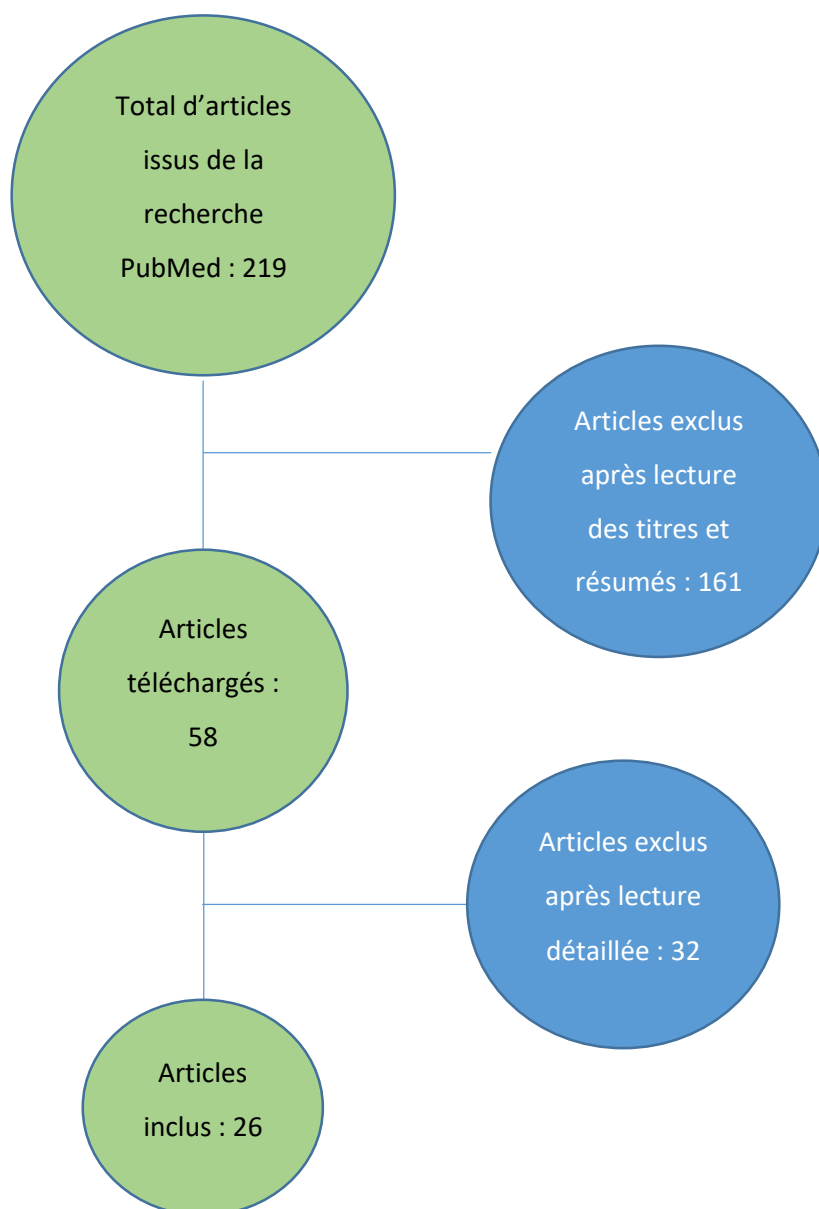 Total d’articles
issus de la
recherche
PubMed : 219
Articles exclus
après lecture
des titres et
résumés : 161
Articles
téléchargés :
58
Articles exclus
après lecture
détaillée : 32
Articles
inclus : 26